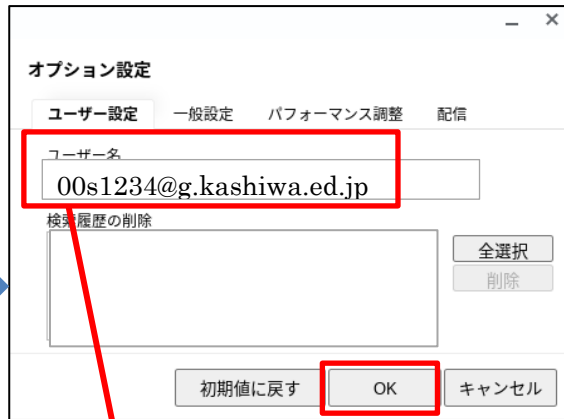 オプション設定
ユーザー設定 一般設定 パフォーマンス調整 配信
ユーザー名
00s1234@g.kashiwa.ed.jp
検索履歴の削除
全選択
削除
初期値に戻す OK キャンセル